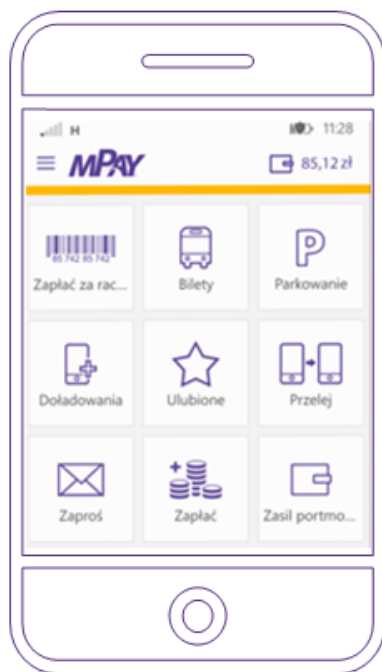 H 11:28
mPAY 85,12 zł
85 742 85 742
Zapłać za rac... Bilety Parkowanie
P
Doładowania Ulubione Przelej
Zaproś Zapłać Zasil portmo...